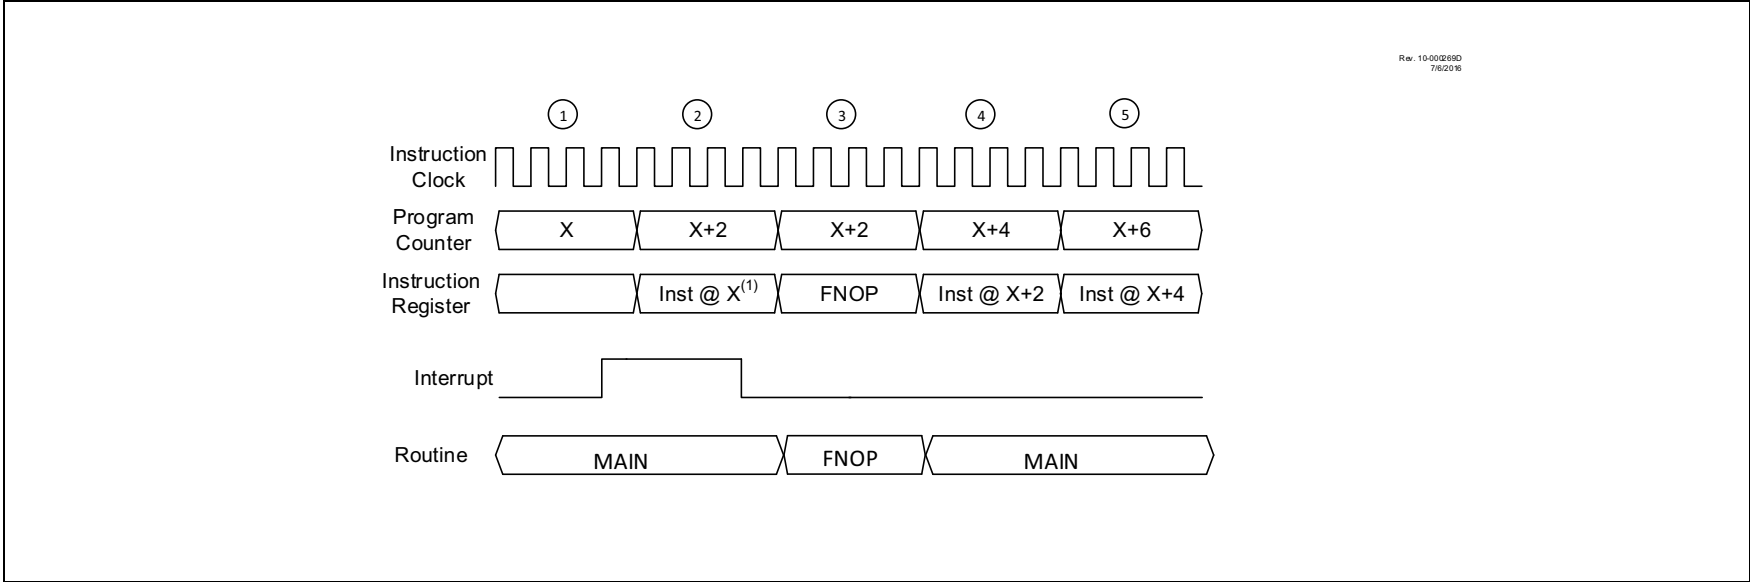 Rev. 10-000269D
7/6/2016
1 2 3 4 5
Instruction
Clock
Program
Counter
X X+2 X+2 X+4 X+6
Instruction
Register
Inst @ X(1) FNOP Inst @ X+2 Inst @ X+4
Interrupt
Routine
MAIN FNOP MAIN